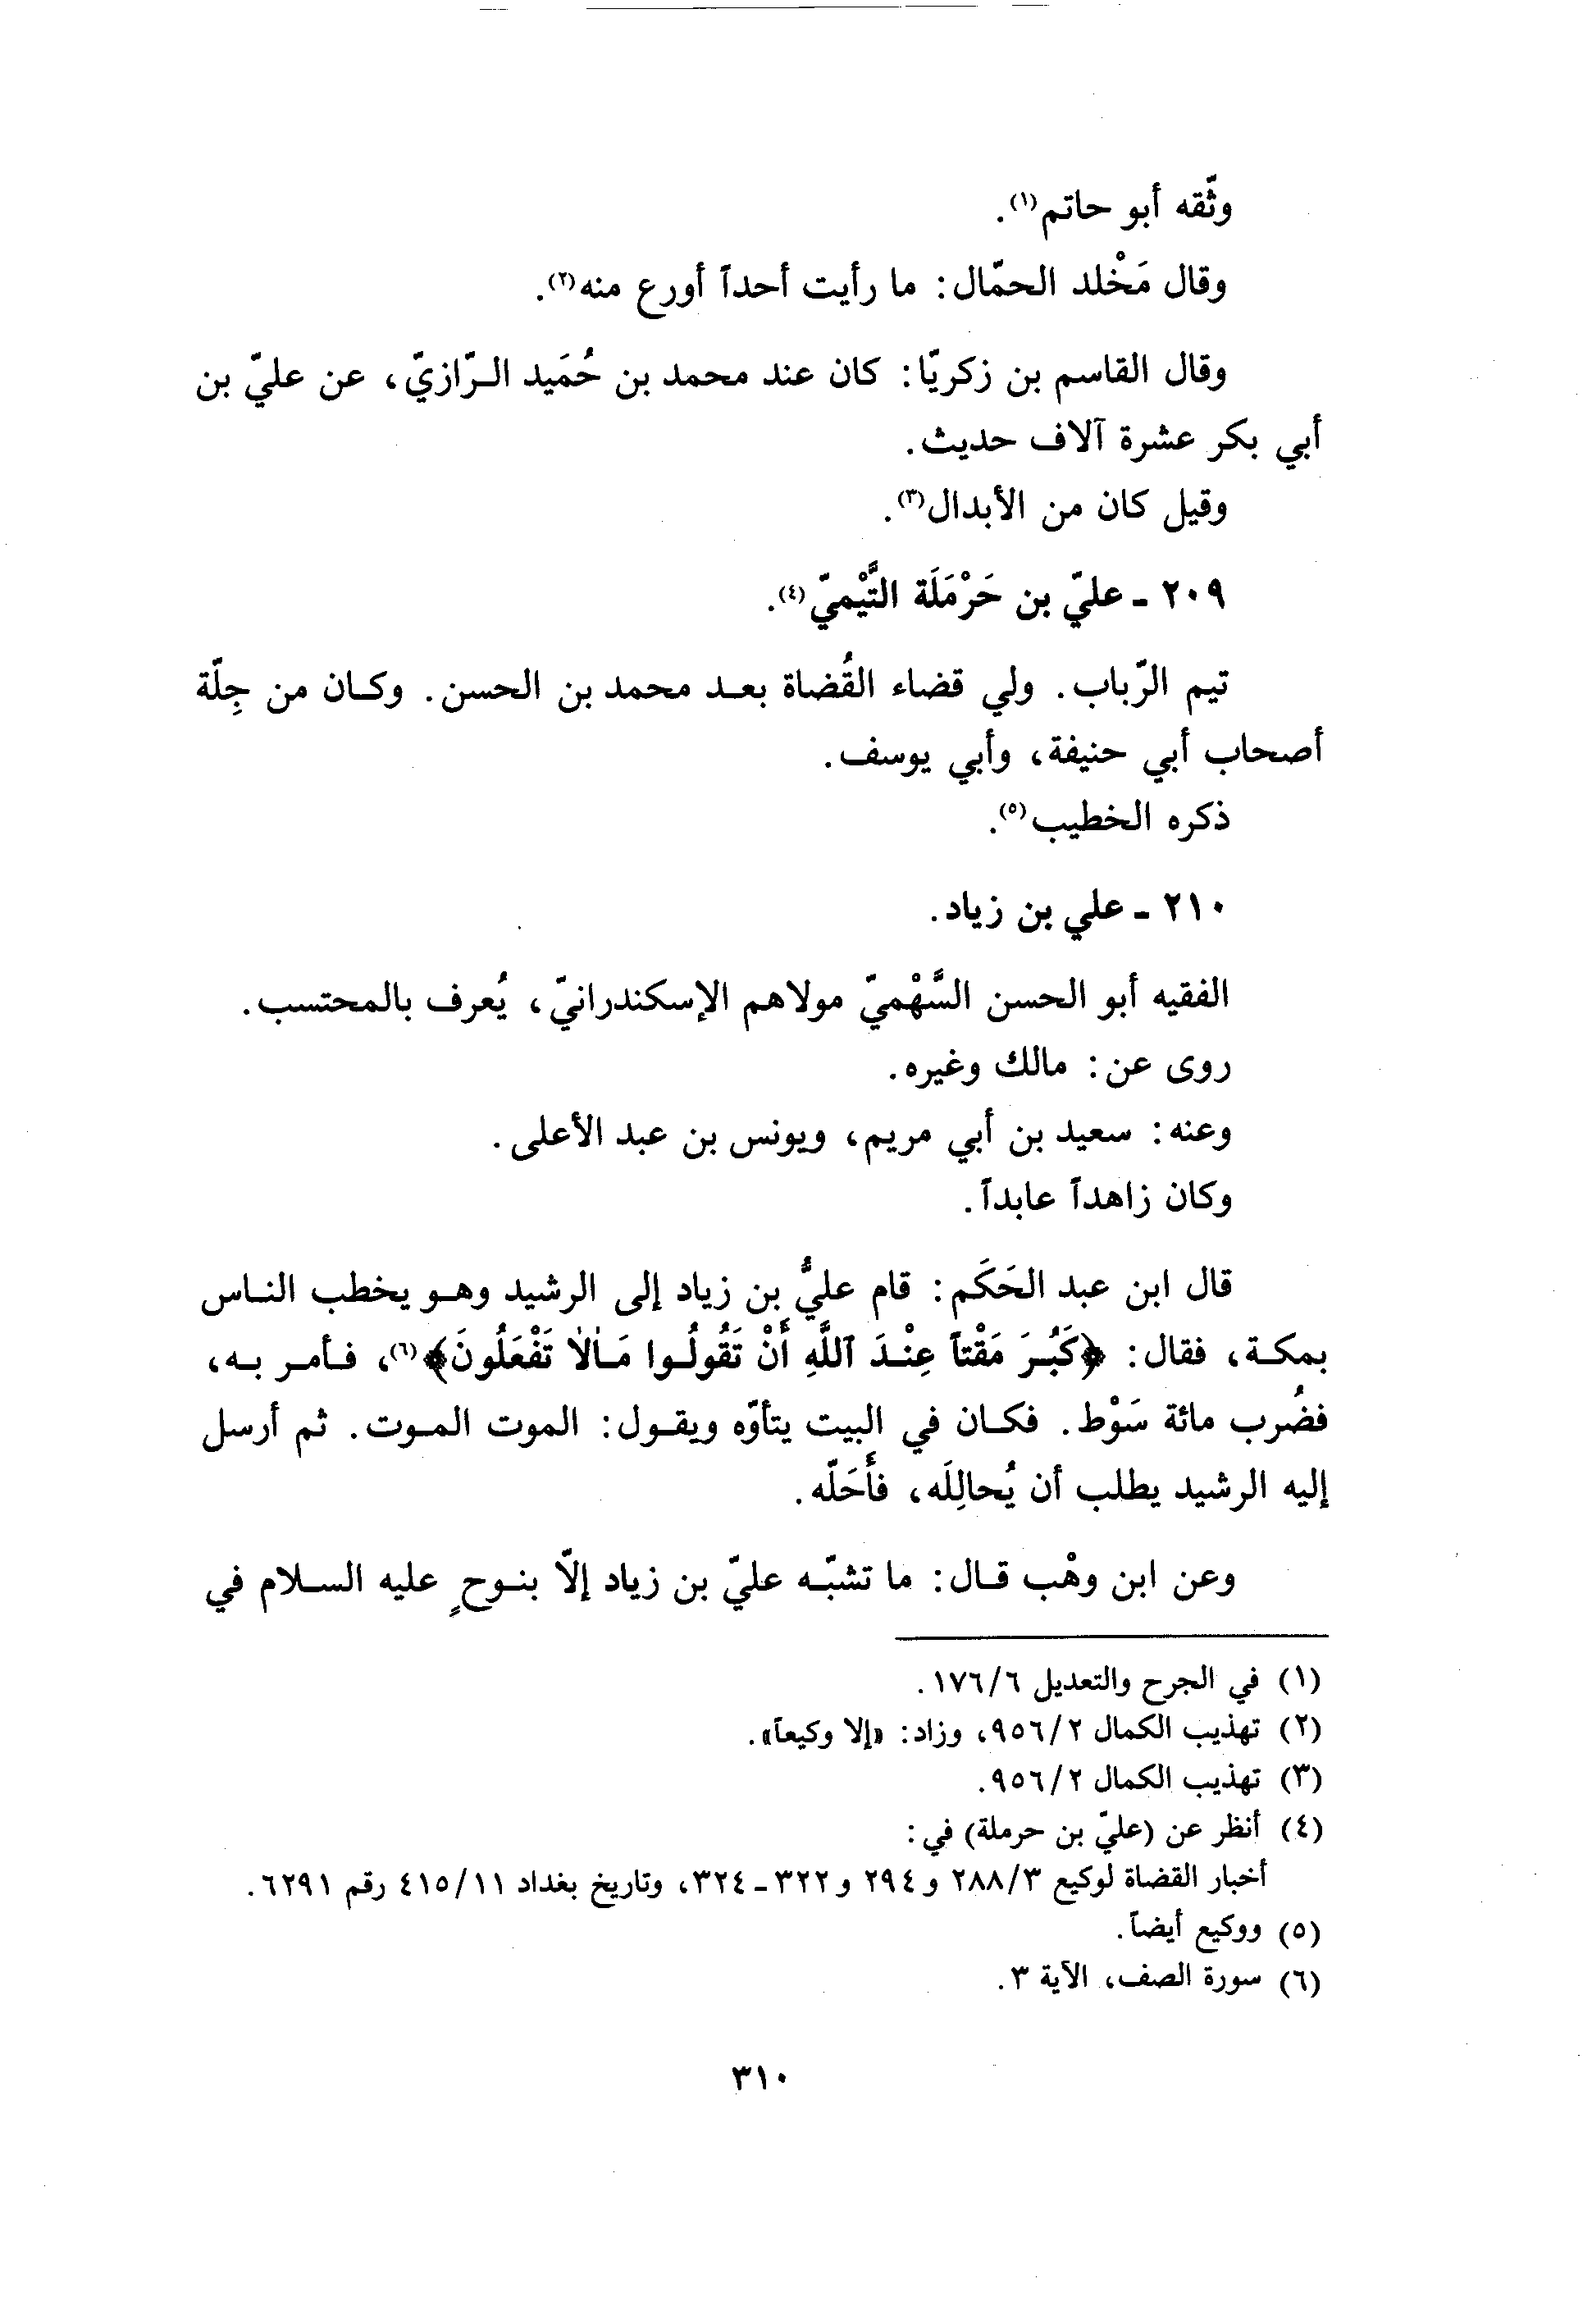 وثّقه أبو حاتم(١).
وقال مَخْلد الحمّال: ما رأيت أحداً أورع منه(٢).
وقال القاسم بن زكريّا: كان عند محمد بن حُمَيد الرّازيّ، عن عليّ بن
أبي بكر عشرة آلاف حديث.
وقيل كان من الأبدال(٣).
٢٠٩ - عليّ بن حَرْمَلَة التَّيْميّ(٤).
تيم الرّباب. ولي قضاء القُضاة بعد محمد بن الحسن. وكان من جِلّة
أصحاب أبي حنيفة، وأبي يوسف.
ذكره الخطيب(٥).
٢١٠ - علي بن زياد.
الفقيه أبو الحسن السَّهْميّ مولاهم الإسكندرانيّ، يُعرف بالمحتسب.
روى عن: مالك وغيره.
وعنه: سعيد بن أبي مريم، ويونس بن عبد الأعلى.
وكان زاهداً عابداً.
قال ابن عبد الحَكَم: قام عليُّ بن زياد إلى الرشيد وهو يخطب الناس
بمكة، فقال: ﴿كَبُرَ مَقْتاً عِنْدَ ٱللَّهِ أَنْ تَقُولُوا مَالاٰ تَفْعَلُونَ﴾(٦)، فأمر به،
فضُرب مائة سَوْط. فكان في البيت يتأوّه ويقول: الموت الموت. ثم أرسل
إليه الرشيد يطلب أن يُحالِلَه، فأَحَلّه.
وعن ابن وهْب قال: ما تشبّه عليّ بن زياد إلّا بنوحٍ عليه السلام في
(١) في الجرح والتعديل ١٧٦/٦.
(٢) تهذيب الكمال ٩٥٦/٢، وزاد: «إلا وكيعاً».
(٣) تهذيب الكمال ٩٥٦/٢.
(٤) أنظر عن (عليّ بن حرملة) في:
أخبار القضاة لوكيع ٢٨٨/٣ و ٢٩٤ و ٣٢٢ - ٣٢٤، وتاريخ بغداد ٤١٥/١١ رقم ٦٢٩١.
(٥) ووكيع أيضاً.
(٦) سورة الصف، الآية ٣.
٣١٠